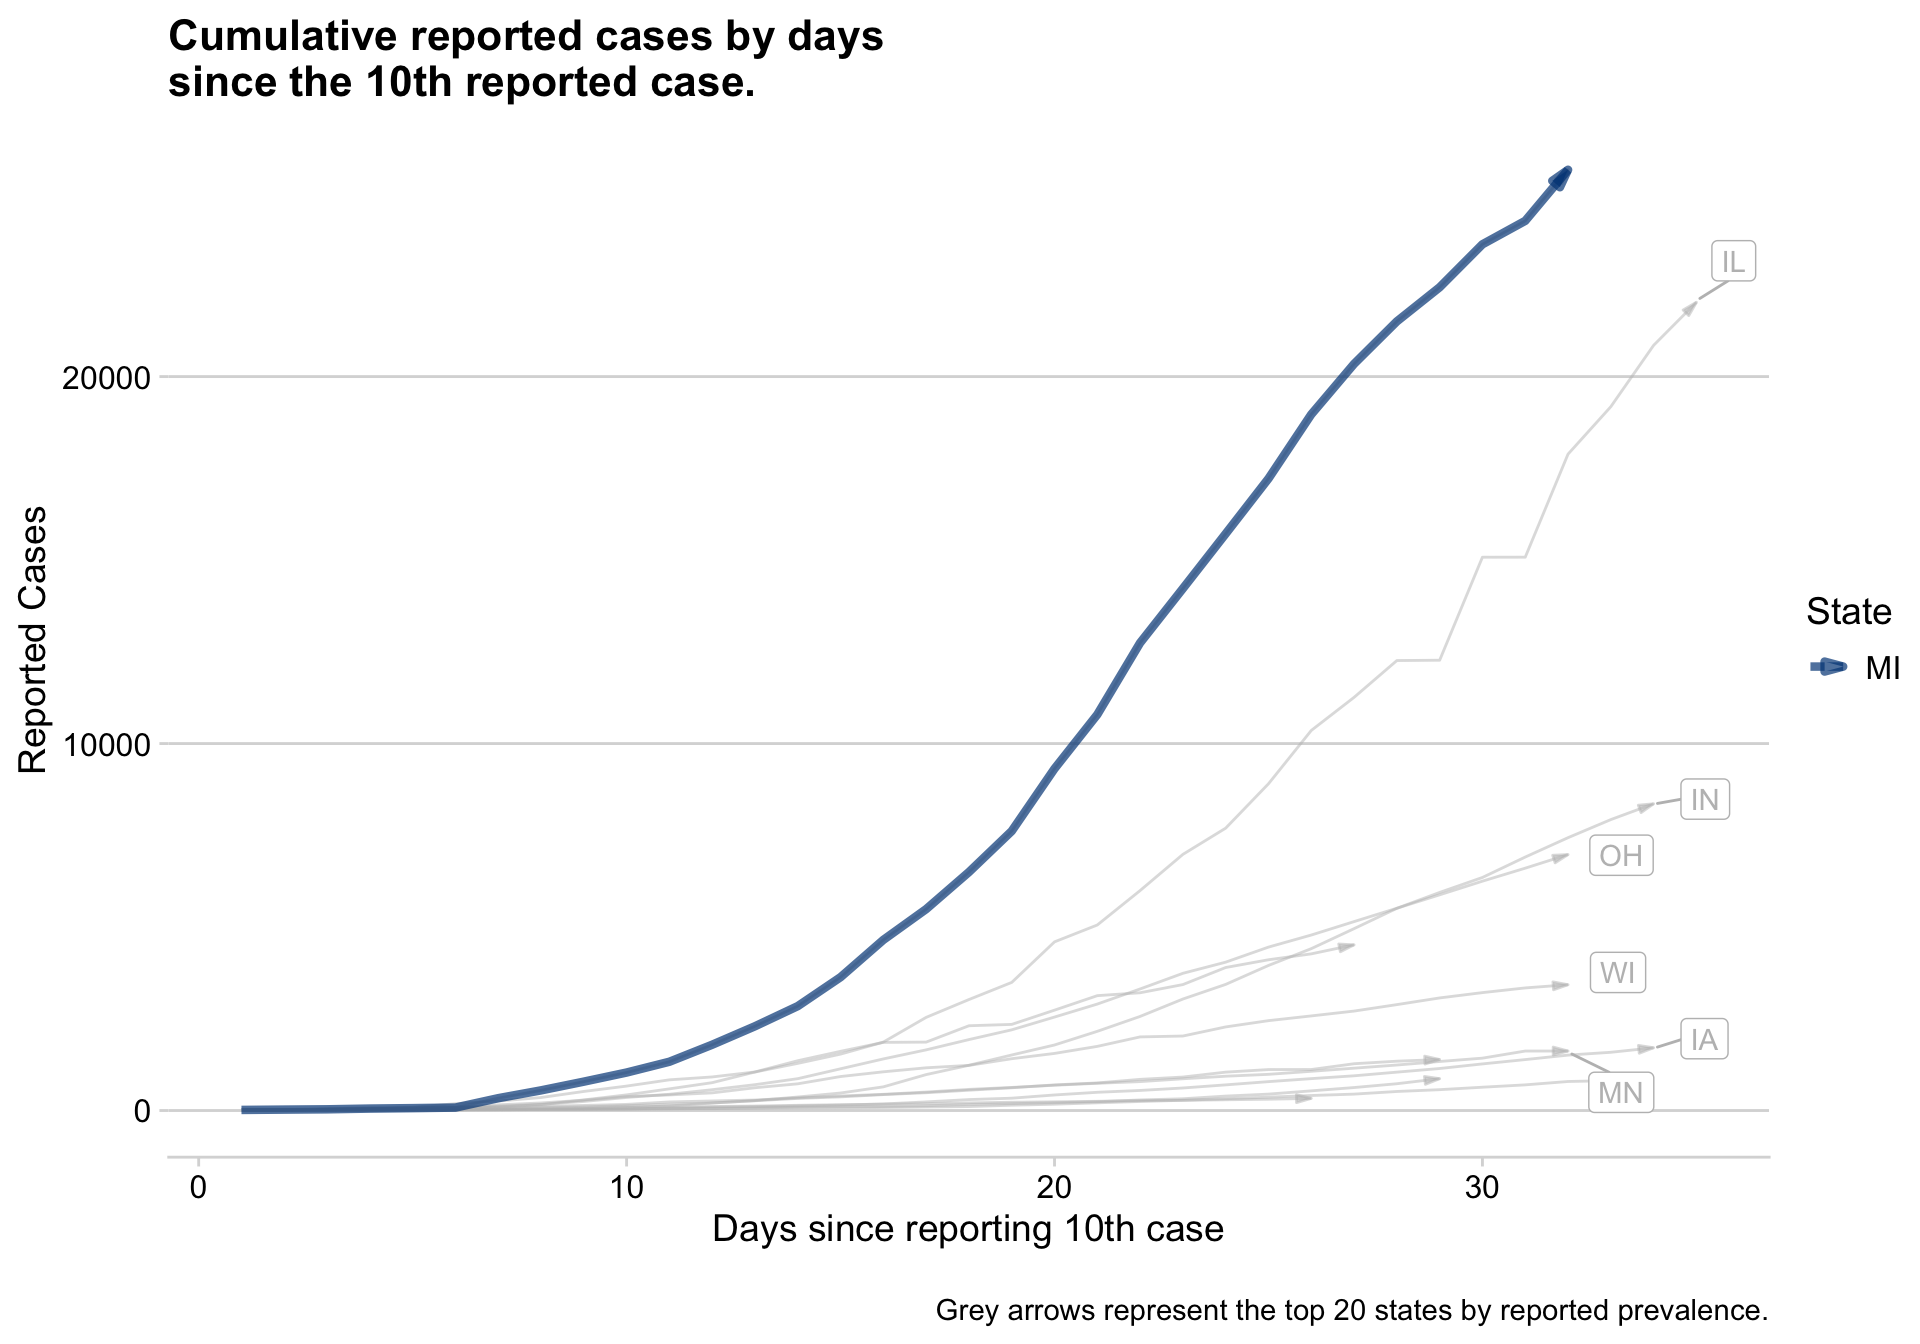 Cumulative reported cases by days
since the 10th reported case.
Reported Cases
20000
10000
0
IL
IN
OH
WI
IA
MN
State
MI
0
10
20
30
Days since reporting 10th case
Grey arrows represent the top 20 states by reported prevalence.